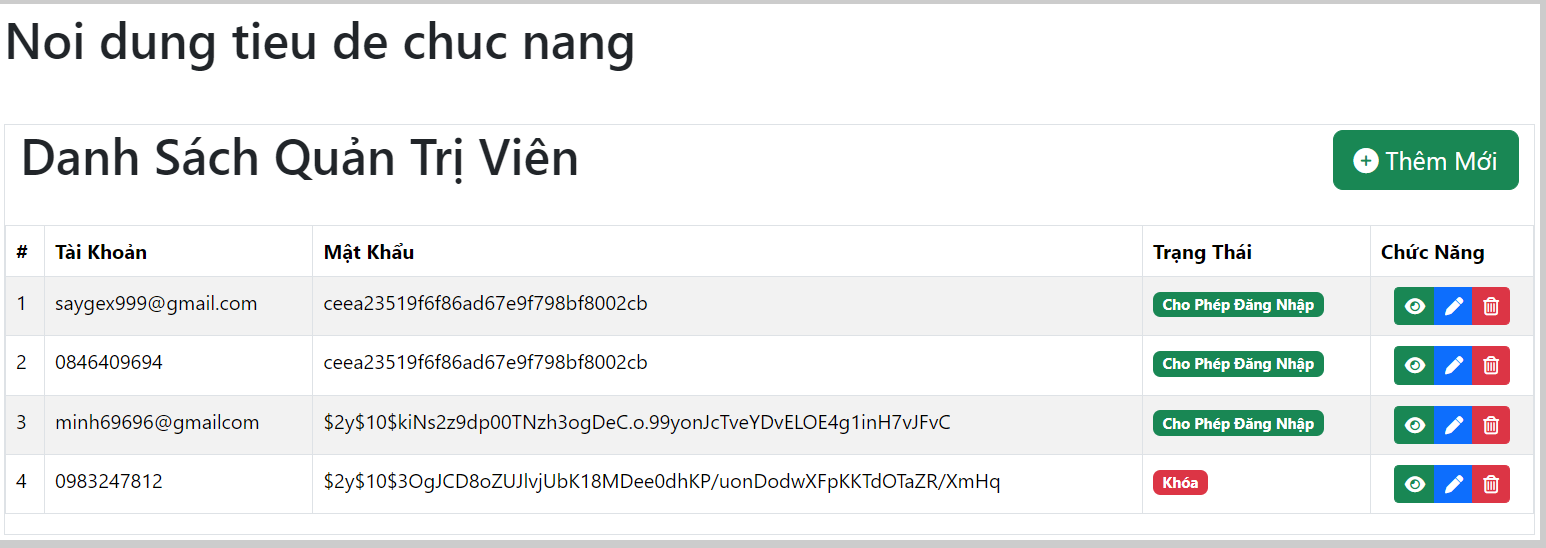 Noi dung tieu de chuc nang
Danh Sách Quản Trị Viên
Thêm Mới
# Tài Khoản Mật Khẩu Trạng Thái Chức Năng
1 saygex999@gmail.com ceea23519f6f86ad67e9f798bf8002cb Cho Phép Đăng Nhập
2 0846409694 ceea23519f6f86ad67e9f798bf8002cb Cho Phép Đăng Nhập
3 minh69696@gmailcom $2y$10$kiNs2z9dp00TNzh3ogDeC.o.99yonJcTveYDvELOE4g1inH7vJFvC Cho Phép Đăng Nhập
4 0983247812 $2y$10$3OgJCD8oZUJlvjUbK18MDee0dhKP/uonDodwXFpKKTdOTaZR/XmHq Khóa